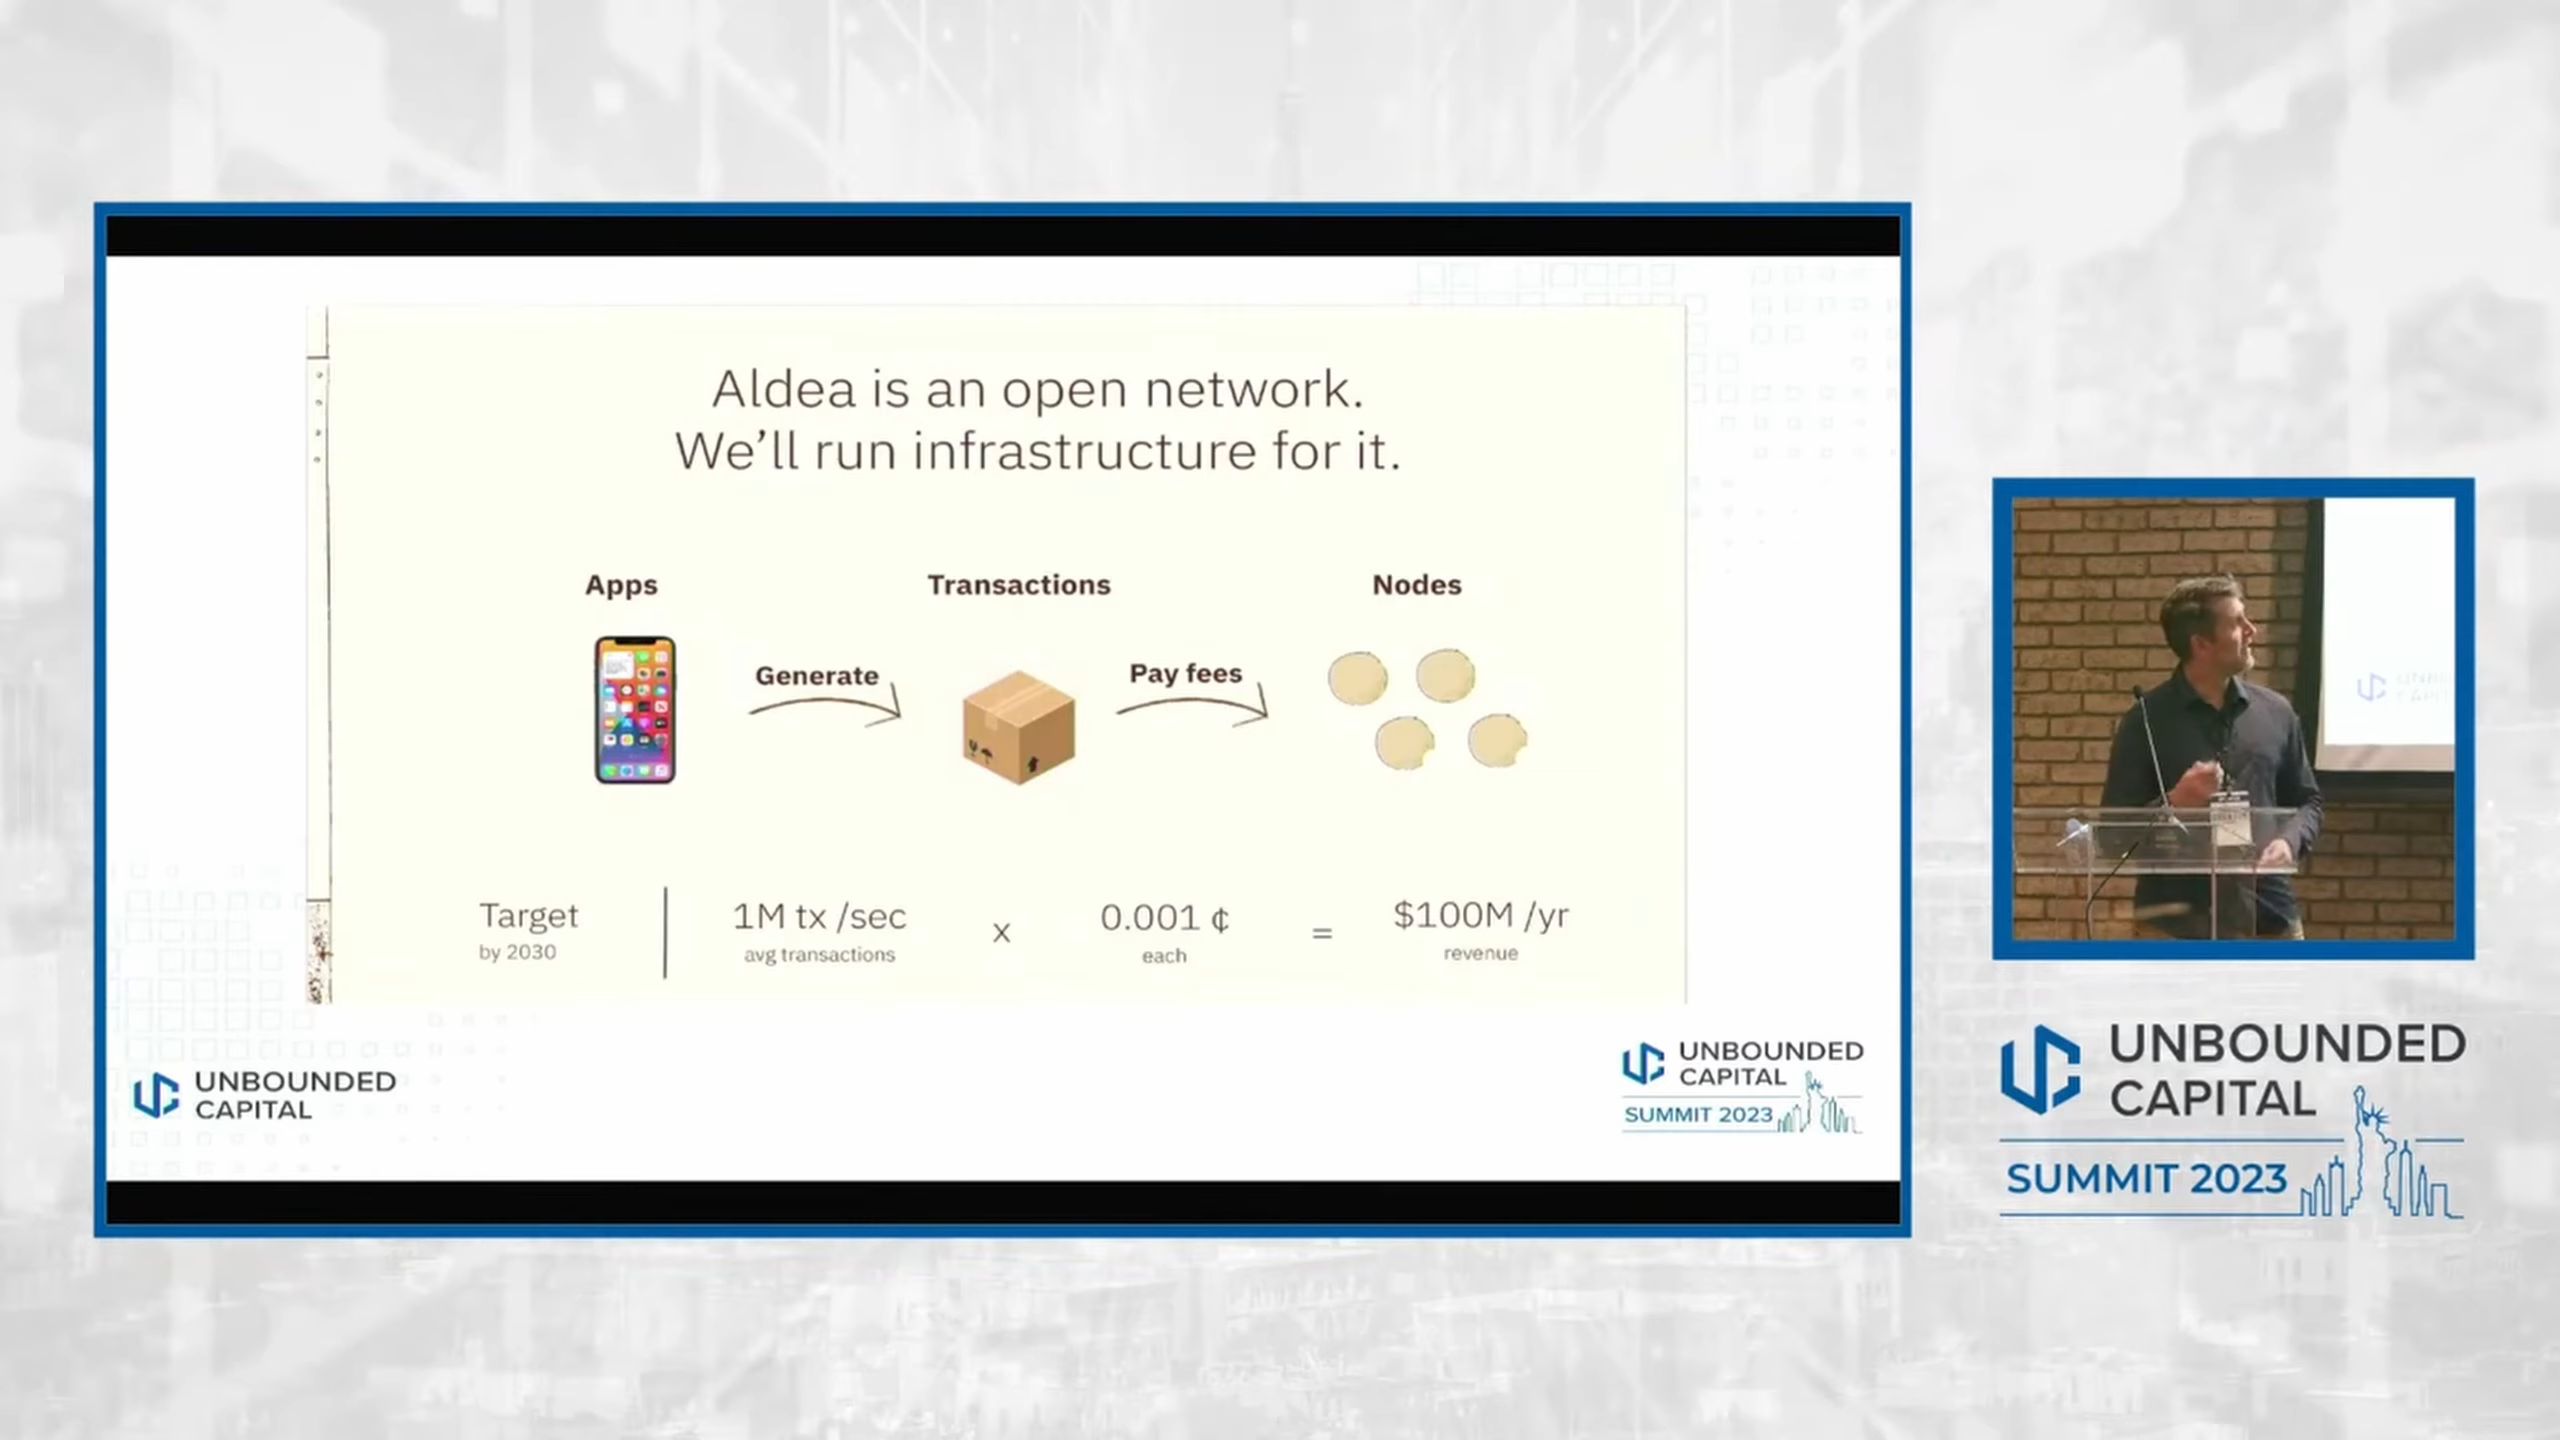 Aldea is an open network.
We'll run infrastructure for it.
Apps
Transactions
Nodes
Generate
Pay fees
Target
by 2030
1M tx /sec
avg transactions
x
0.001 ¢
each
=
$100M /yr
revenue
UNBOUNDED
CAPITAL
UNBOUNDED
CAPITAL
SUMMIT 2023
UNBOUNDED
CAPITAL
SUMMIT 2023